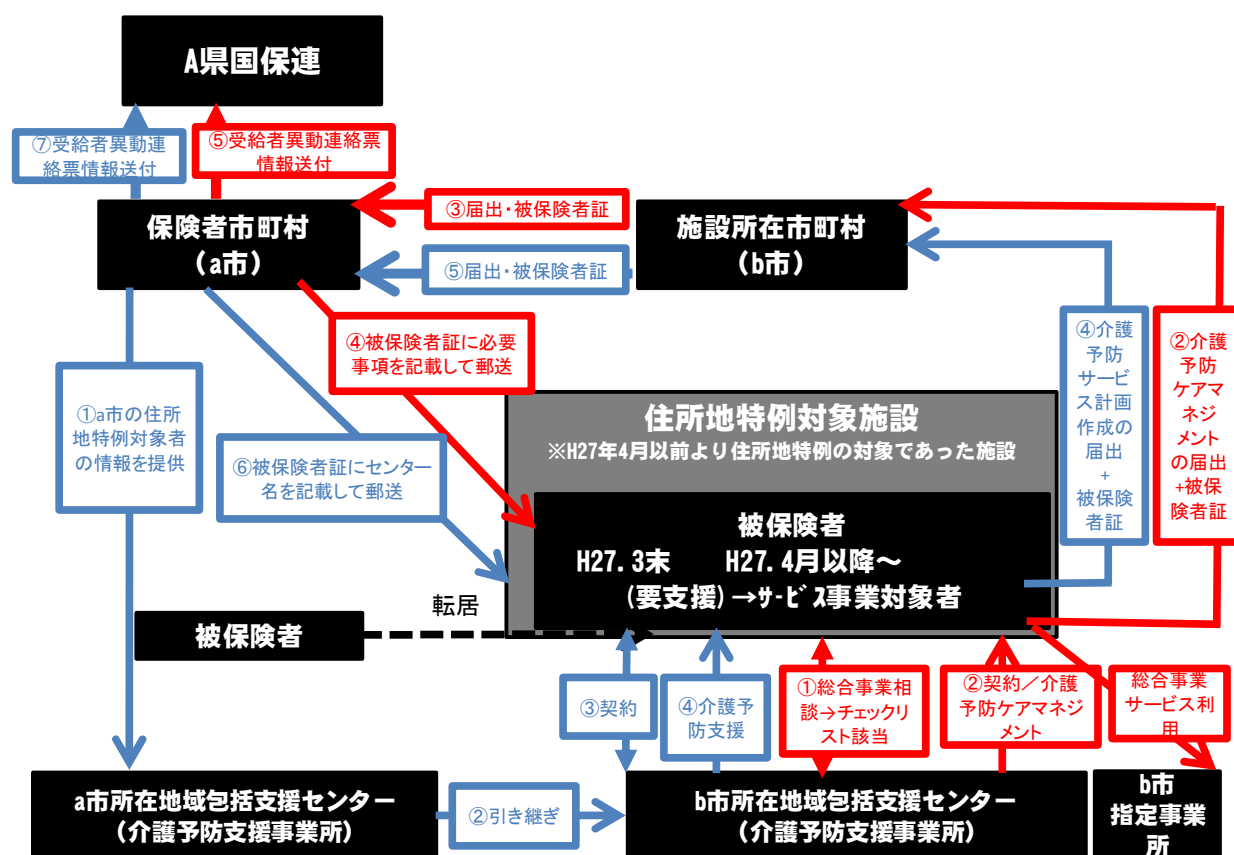 A県国保連
⑦受給者異動連
絡票情報送付
⑤受給者異動連絡票
情報送付
保険者市町村
（a市）
③届出・被保険者証
⑤届出・被保険者証
施設所在市町村
（b市）
④被保険者証に必要
事項を記載して郵送
①a市の住所
地特例対象者
の情報を提供
⑥被保険者証にセンター
名を記載して郵送
④介護
予防
サービ
ス計画
作成の
届出
+
被保険
者証
②介護
予防
ケアマ
ネジ
メント
の届出
+被保
険者証
住所地特例対象施設
※H27年4月以前より住所地特例の対象であった施設
被保険者
H27.3末　　H27.4月以降～
(要支援)→ｻｰﾋﾞｽ事業対象者
転居
被保険者
③契約
④介護予
防支援
①総合事業相
談→チェックリ
スト該当
②契約／介護
予防ケアマネジ
メント
総合事業
サービス利
用
a市所在地域包括支援センター
（介護予防支援事業所）
②引き継ぎ
b市所在地域包括支援センター
（介護予防支援事業所）
b市
指定事業
所